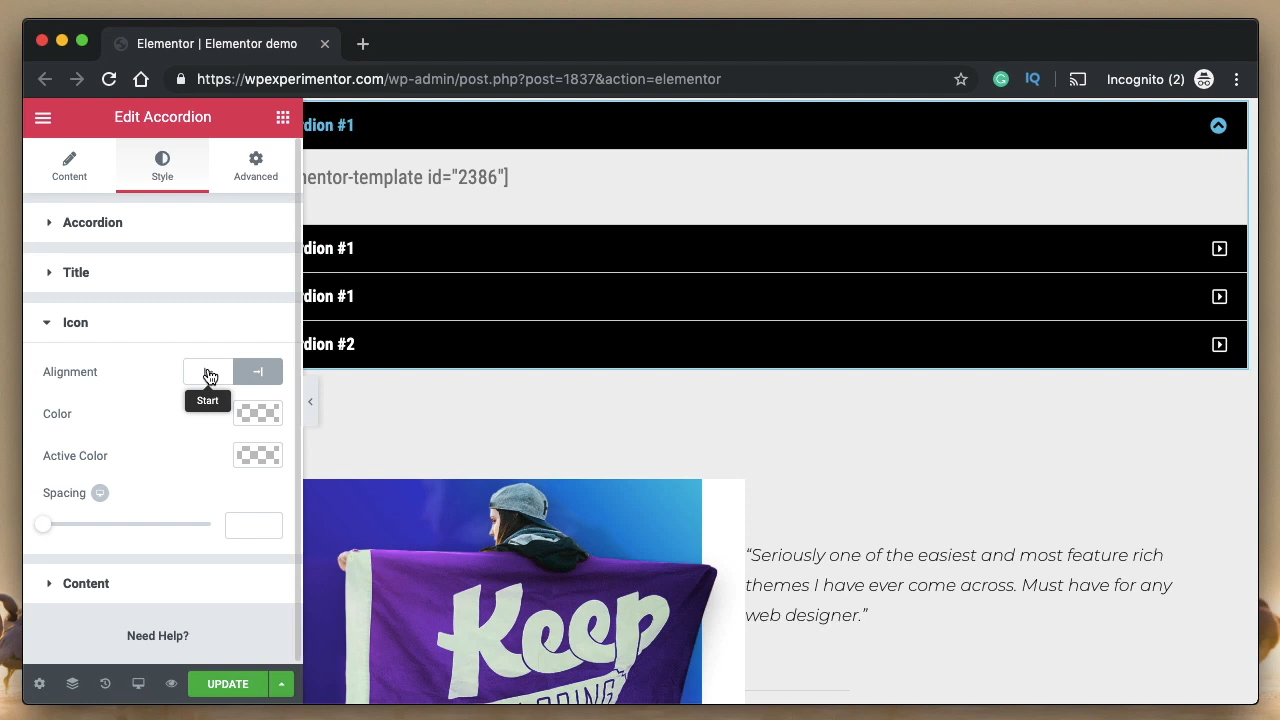 Elementor | Elementor demo
https://wpexperimentor.com/wp-admin/post.php?post=1837&action=elementor
IQ
Incognito (2)
Edit Accordion
Content
Style
Advanced
Accordion
Title
Icon
Alignment
Start
Color
Active Color
Spacing
Content
Need Help?
UPDATE
dion #1
nentor-template id="2386"]
dion #1
dion #1
dion #2
Keep
“Seriously one of the easiest and most feature rich
themes I have ever come across. Must have for any
web designer.”